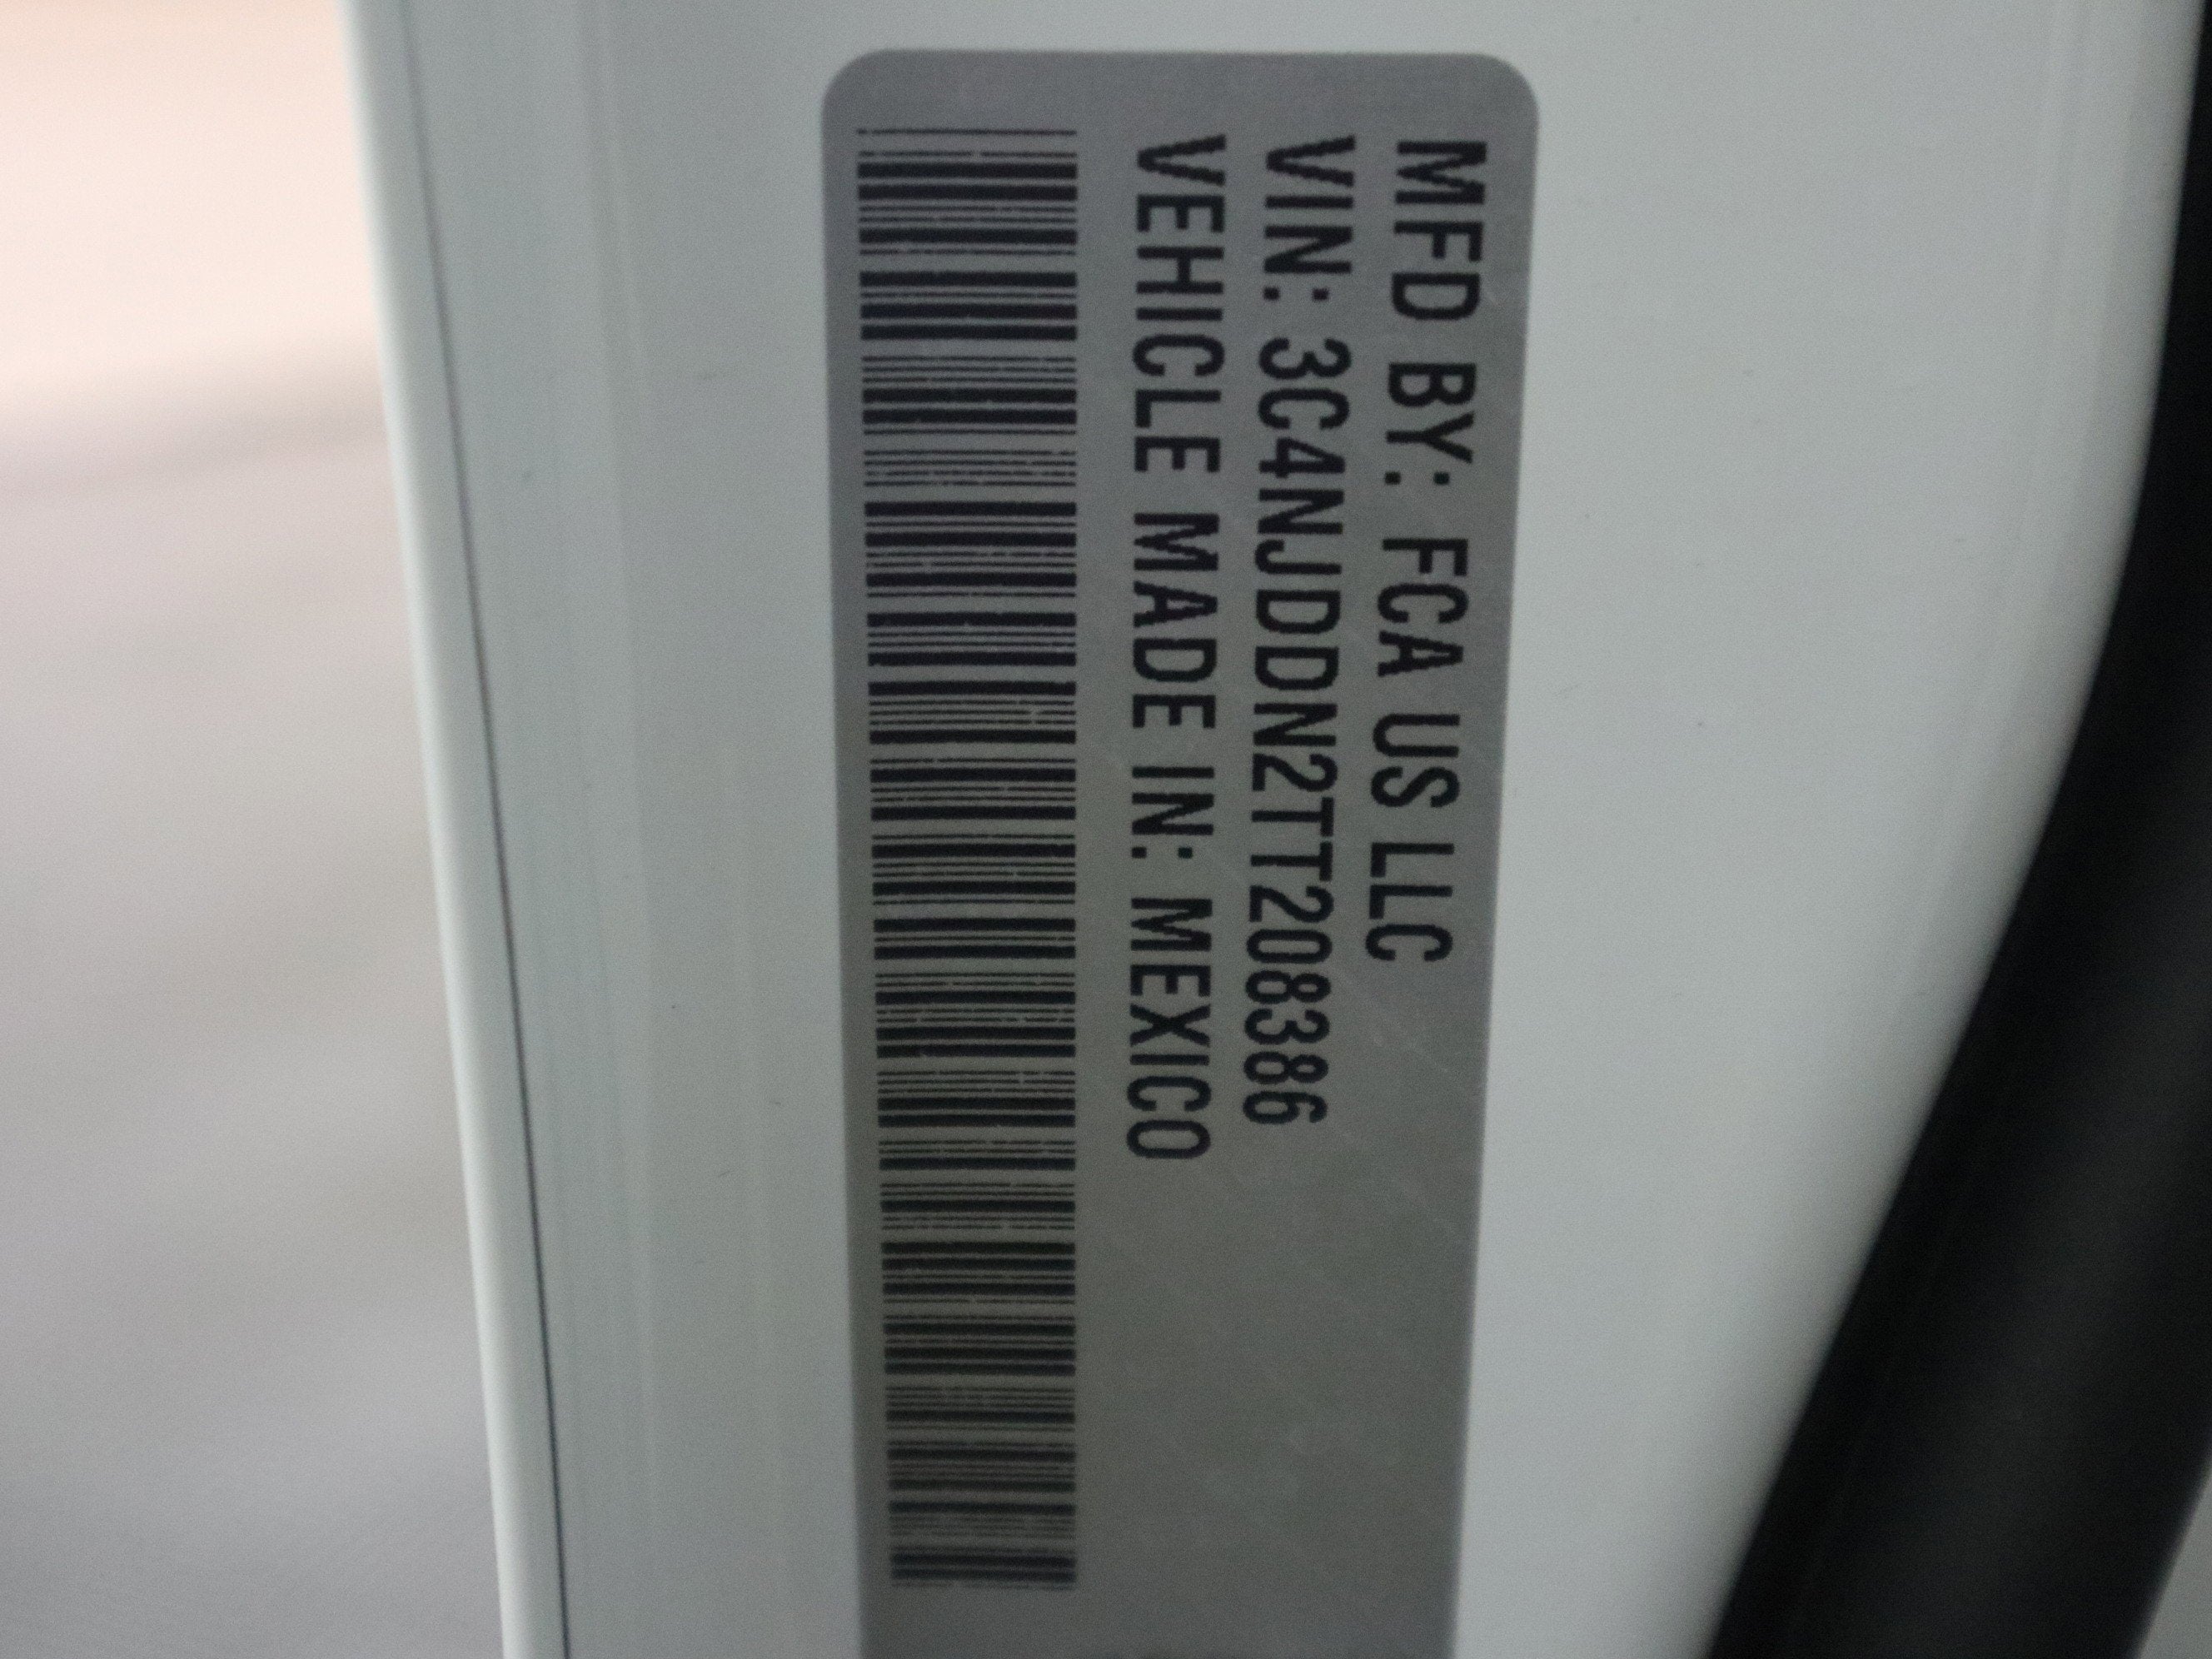 MFD BY: FCA US LLC
VIN: 3C4NJDDN2TT208386
VEHICLE MADE IN: MEXICO